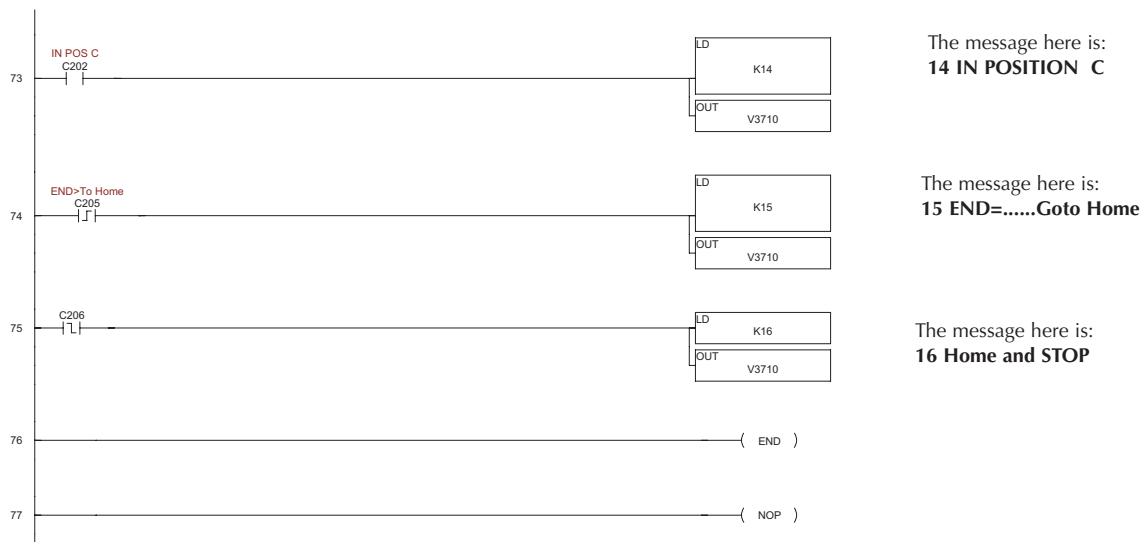 IN POS C
C202
73
LD
K14
OUT
V3710
The message here is:
14 IN POSITION  C
END>To Home
C205
74
LD
K15
OUT
V3710
The message here is:
15 END=......Goto Home
C206
75
LD
K16
OUT
V3710
The message here is:
16 Home and STOP
76
( END )
77
( NOP )